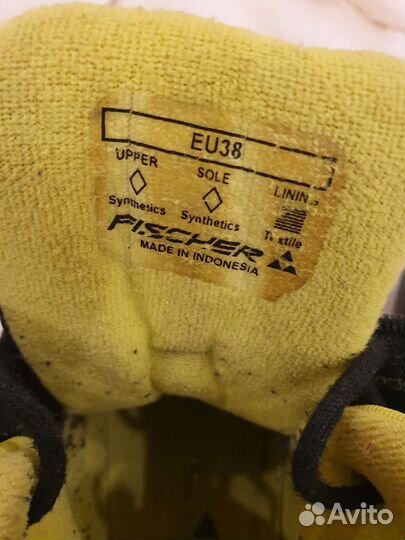 EU38
UPPER SOLE LINING
Synthetics Synthetics Textile
FISCHER
MADE IN INDONESIA
Avito